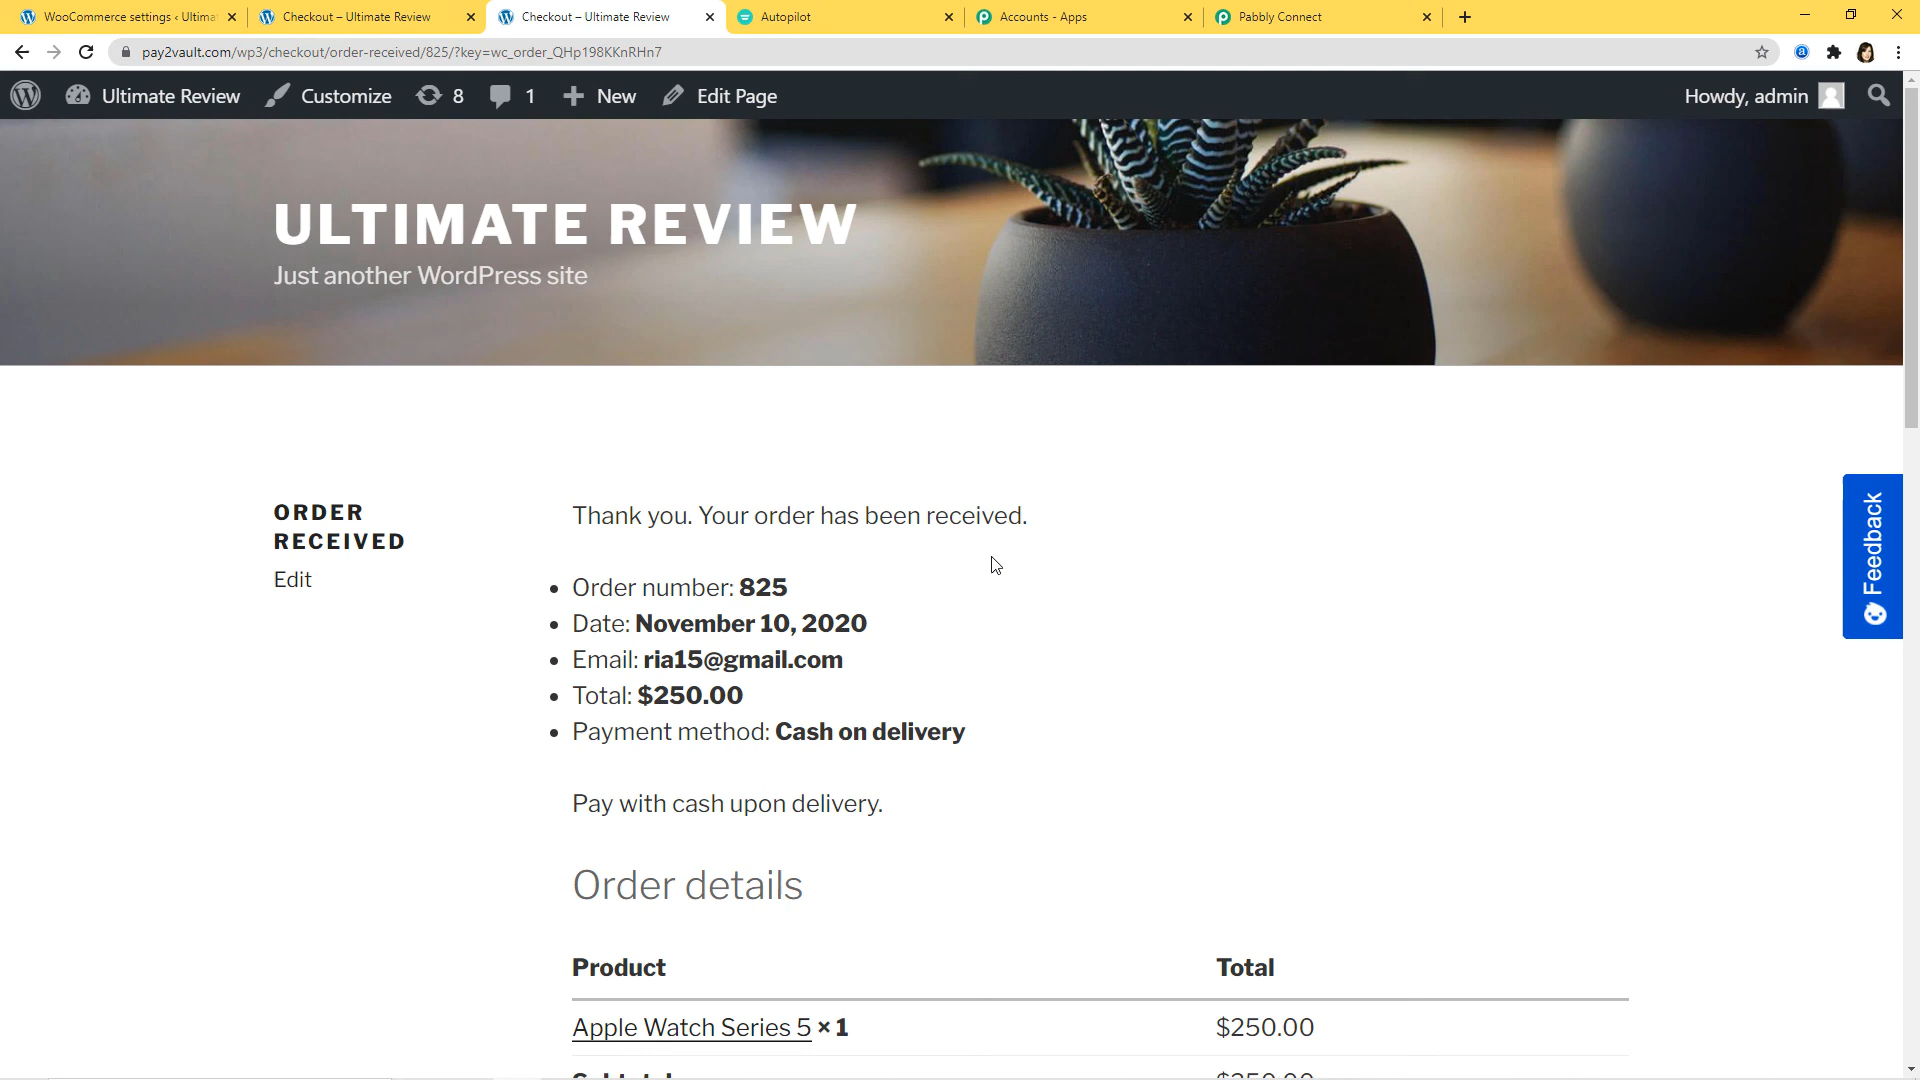 WooCommerce settings ‹ Ultima
Checkout – Ultimate Review
Checkout – Ultimate Review
Autopilot
Accounts - Apps
Pabbly Connect
pay2vault.com/wp3/checkout/order-received/825/?key=wc_order_QHp198KKnRHn7
Ultimate Review
Customize
8
1
New
Edit Page
Howdy, admin
ULTIMATE REVIEW
Just another WordPress site
Feedback
ORDER
RECEIVED
Edit
Thank you. Your order has been received.
Order number: 825
Date: November 10, 2020
Email: ria15@gmail.com
Total: $250.00
Payment method: Cash on delivery
Pay with cash upon delivery.
Order details
Product Total
Apple Watch Series 5 × 1 $250.00